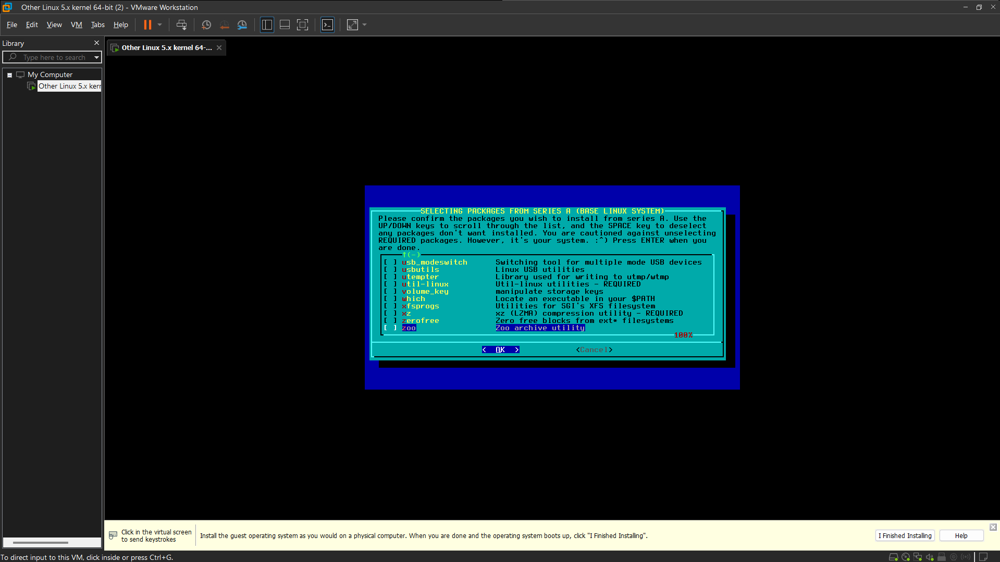 Other Linux 5.x kernel 64-bit (2) - VMware Workstation
File Edit View VM Tabs Help
Library
Type here to search
My Computer
Other Linux 5.x kerr
Other Linux 5.x kernel 64-...
SELECTING PACKAGES FROM SERIES A (BASE LINUX SYSTEM)
Please confirm the packages you wish to install from series A. Use the
UP/DOWN keys to scroll through the list, and the SPACE key to deselect
any packages don't want installed. You are cautioned against unselecting
REQUIRED packages. However, it's your system. :^) Press ENTER when you
are done.
↑(-)
[ ] usb_modeswitch Switching tool for multiple mode USB devices
[ ] usbutils Linux USB utilities
[ ] utempter Library used for writing to utmp/wtmp
[ ] util-linux Util-linux utilities - REQUIRED
[ ] volume_key manipulate storage keys
[ ] which Locate an executable in your $PATH
[ ] xfsprogs Utilities for SGI's XFS filesystem
[ ] xz xz (LZMA) compression utility - REQUIRED
[ ] zerofree Zero free blocks from ext* filesystems
[ ] zoo Zoo archive utility
100%
< OK > <Cancel>
Click in the virtual screen
to send keystrokes
Install the guest operating system as you would on a physical computer. When you are done and the operating system boots up, click "I Finished Installing".
I Finished Installing
Help
To direct input to this VM, click inside or press Ctrl+G.